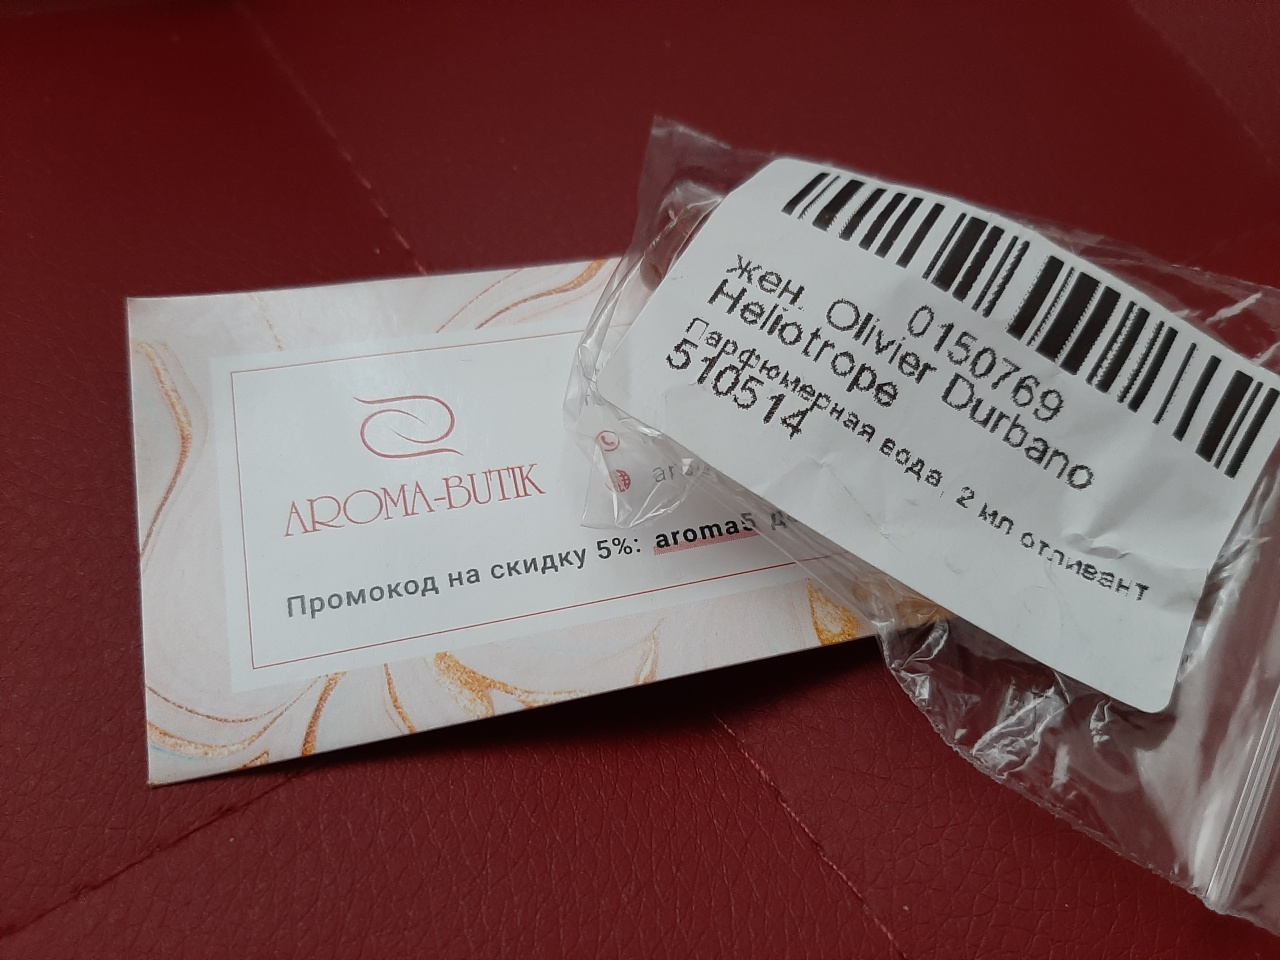 AROMA-BUTIK
Промокод на скидку 5%: aroma5
0150769
жен. Olivier Durbano
Heliotrope
Парфюмерная вода, 2 мл отливант
510514